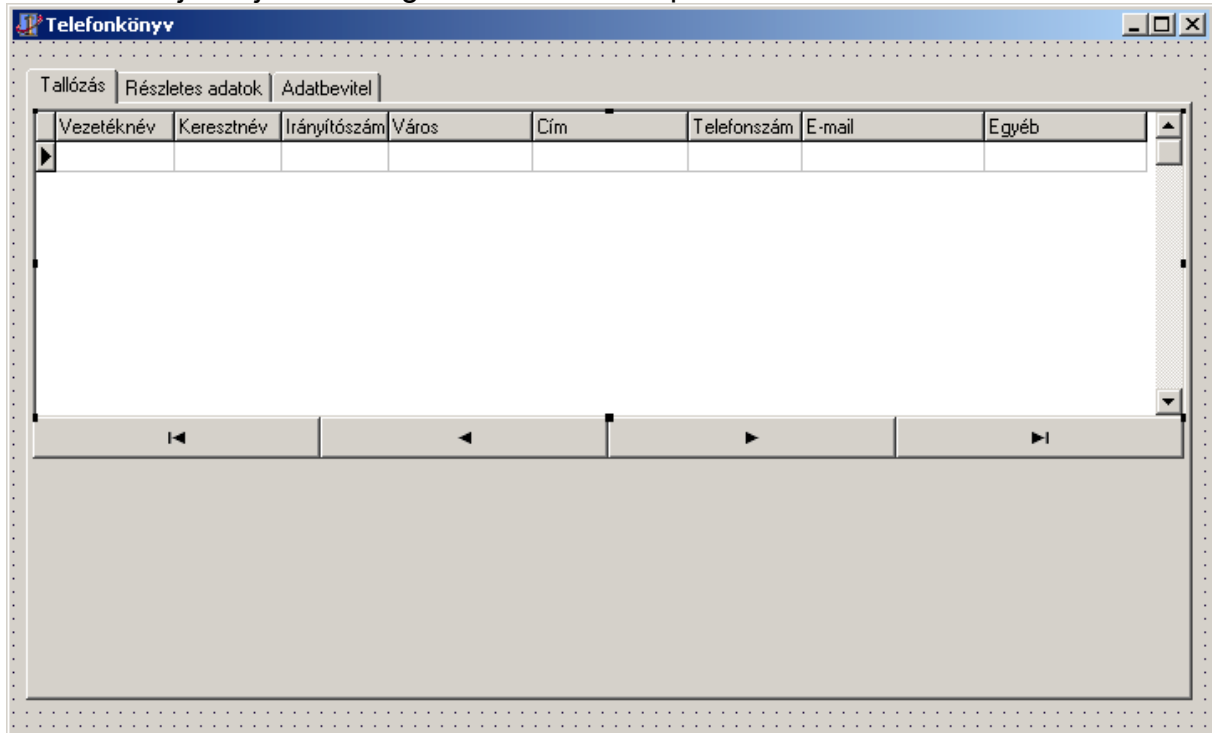 Telefonkönyv
Tallózás Részletes adatok Adatbevitel
Vezetéknév Keresztnév Irányítószám Város Cím Telefonszám E-mail Egyéb